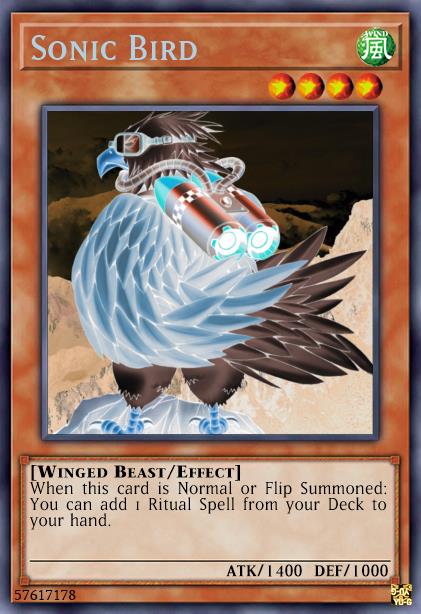 Sonic Bird
WIND
風
[Winged Beast/Effect]
When this card is Normal or Flip Summoned:
You can add 1 Ritual Spell from your Deck to
your hand.
ATK/1400 DEF/1000
57617178